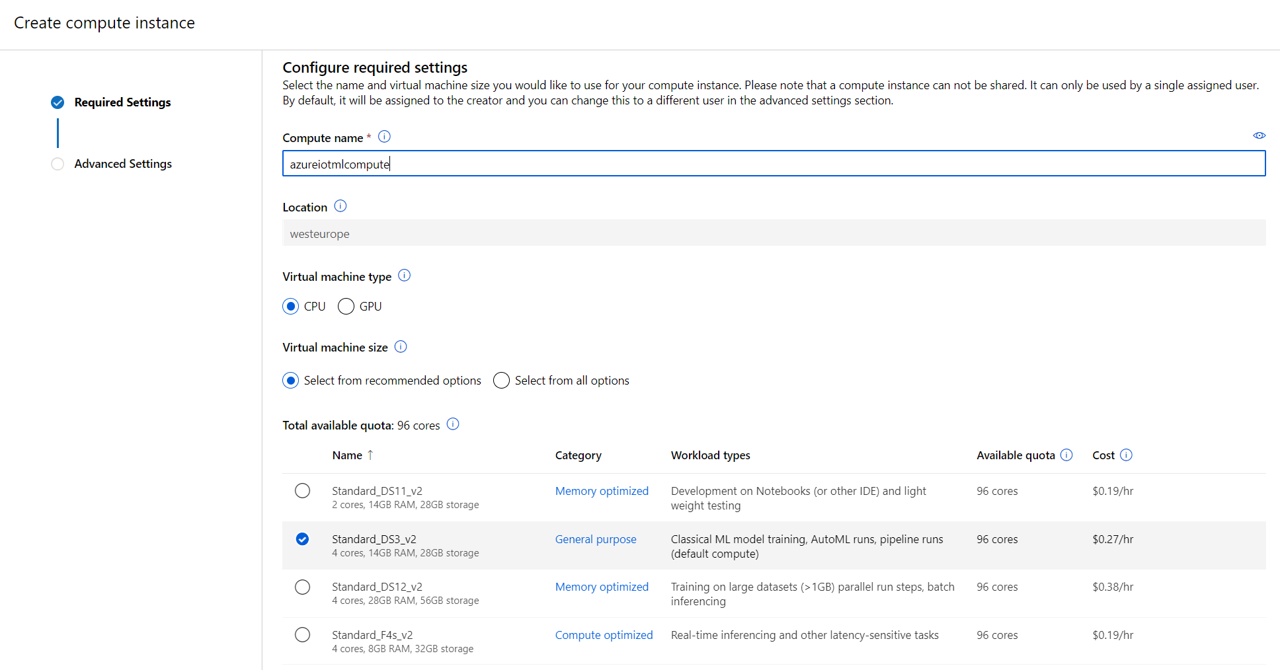 Create compute instance
Required Settings
Advanced Settings
Configure required settings
Select the name and virtual machine size you would like to use for your compute instance. Please note that a compute instance can not be shared. It can only be used by a single assigned user.
By default, it will be assigned to the creator and you can change this to a different user in the advanced settings section.
Compute name *
azureiotmlcompute
Location
westeurope
Virtual machine type
CPU GPU
Virtual machine size
Select from recommended options Select from all options
Total available quota: 96 cores
Name ↑ Category Workload types Available quota Cost
Standard_DS11_v2 Memory optimized Development on Notebooks (or other IDE) and light 96 cores $0.19/hr
2 cores, 14GB RAM, 28GB storage weight testing
Standard_DS3_v2 General purpose Classical ML model training, AutoML runs, pipeline runs 96 cores $0.27/hr
4 cores, 14GB RAM, 28GB storage (default compute)
Standard_DS12_v2 Memory optimized Training on large datasets (>1GB) parallel run steps, batch 96 cores $0.38/hr
4 cores, 28GB RAM, 56GB storage inferencing
Standard_F4s_v2 Compute optimized Real-time inferencing and other latency-sensitive tasks 96 cores $0.19/hr
4 cores, 8GB RAM, 32GB storage